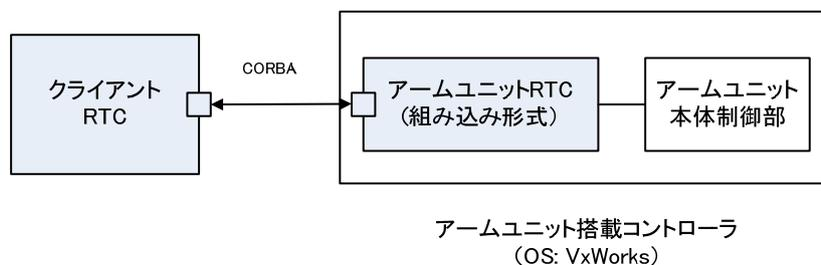 クライアント
RTC
CORBA
アームユニットRTC
(組み込み形式)
アームユニット
本体制御部
アームユニット搭載コントローラ
(OS: VxWorks)